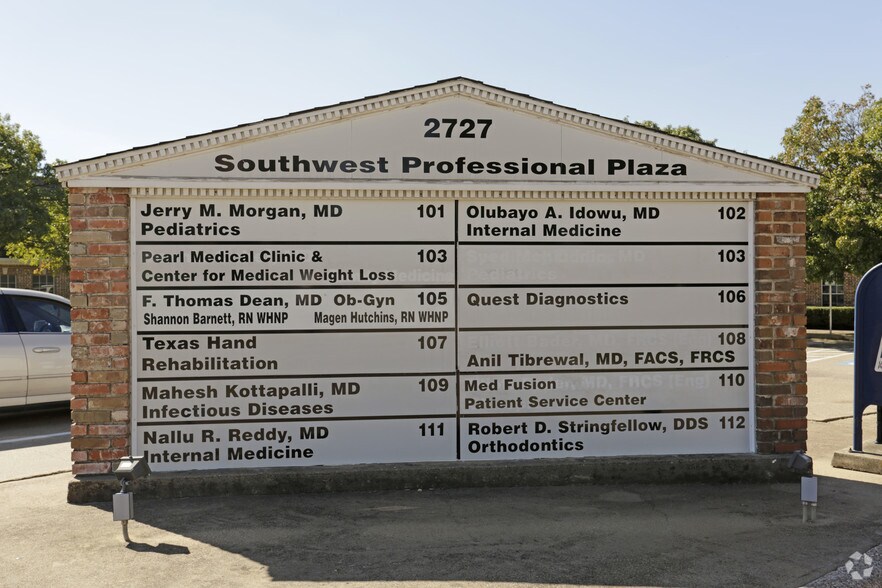 2727
Southwest Professional Plaza
Jerry M. Morgan, MD 101
Pediatrics
Pearl Medical Clinic & 103
Center for Medical Weight Loss
F. Thomas Dean, MD Ob-Gyn 105
Shannon Barnett, RN WHNP Magen Hutchins, RN WHNP
Texas Hand 107
Rehabilitation
Mahesh Kottapalli, MD 109
Infectious Diseases
Nallu R. Reddy, MD 111
Internal Medicine
Olubayo A. Idowu, MD 102
Internal Medicine
103
Quest Diagnostics 106
108
Anil Tibrewal, MD, FACS, FRCS
Med Fusion 110
Patient Service Center
Robert D. Stringfellow, DDS 112
Orthodontics